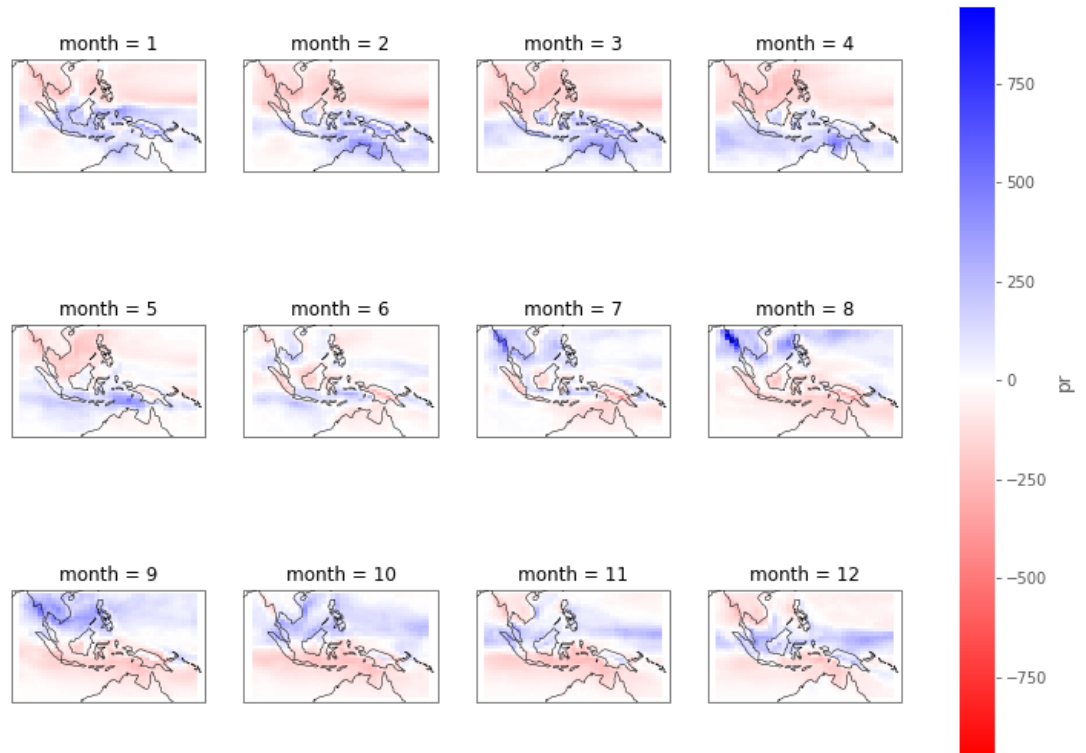 month = 1
month = 2
month = 3
month = 4
month = 5
month = 6
month = 7
month = 8
month = 9
month = 10
month = 11
month = 12
750
500
250
0
−250
−500
−750
pr